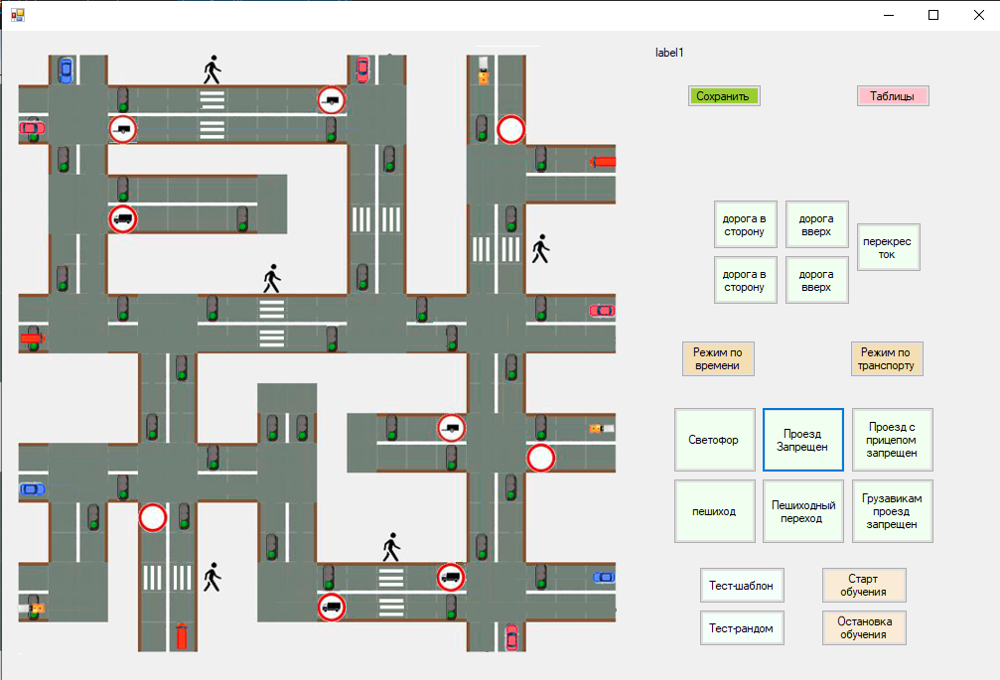 label1
Сохранить
Таблицы
дорога в
сторону
дорога
вверх
перекрес
ток
дорога в
сторону
дорога
вверх
Режим по
времени
Режим по
транспорту
Светофор
Проезд
Запрещен
Проезд с
прицепом
запрещен
пешиход
Пешиходный
переход
Грузавикам
проезд
запрещен
Тест-шаблон
Старт
обучения
Тест-рандом
Остановка
обучения